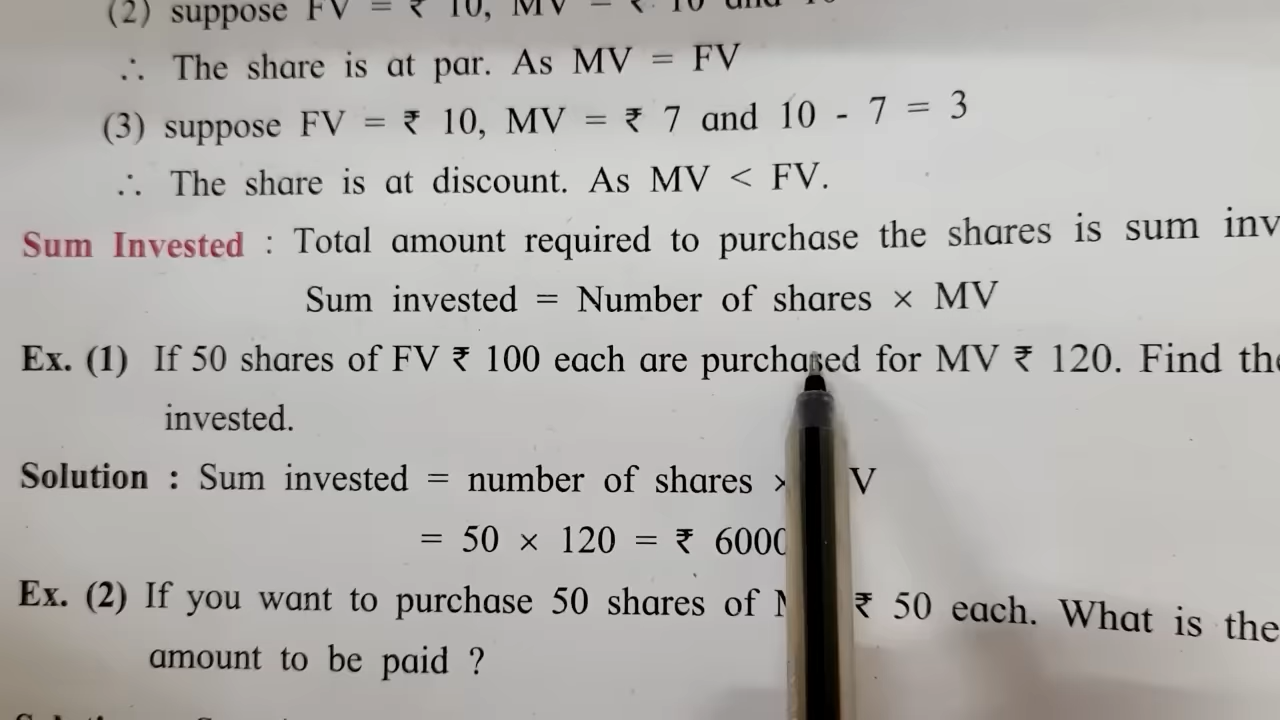 (2) suppose FV = ₹ 10, MV = ₹ 10 and
∴ The share is at par. As MV = FV
(3) suppose FV = ₹ 10, MV = ₹ 7 and 10 - 7 = 3
∴ The share is at discount. As MV < FV.
Sum Invested : Total amount required to purchase the shares is sum inv
Sum invested = Number of shares × MV
Ex. (1) If 50 shares of FV ₹ 100 each are purchased for MV ₹ 120. Find the
invested.
Solution : Sum invested = number of shares × V
= 50 × 120 = ₹ 6000
Ex. (2) If you want to purchase 50 shares of ₹ 50 each. What is the
amount to be paid ?